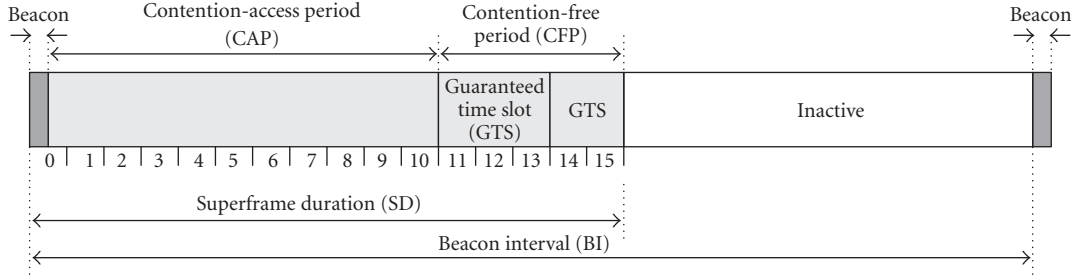 Beacon
Contention-access period
(CAP)
Contention-free
period (CFP)
Beacon
Guaranteed
time slot
(GTS)
GTS
Inactive
0 1 2 3 4 5 6 7 8 9 10 11 12 13 14 15
Superframe duration (SD)
Beacon interval (BI)